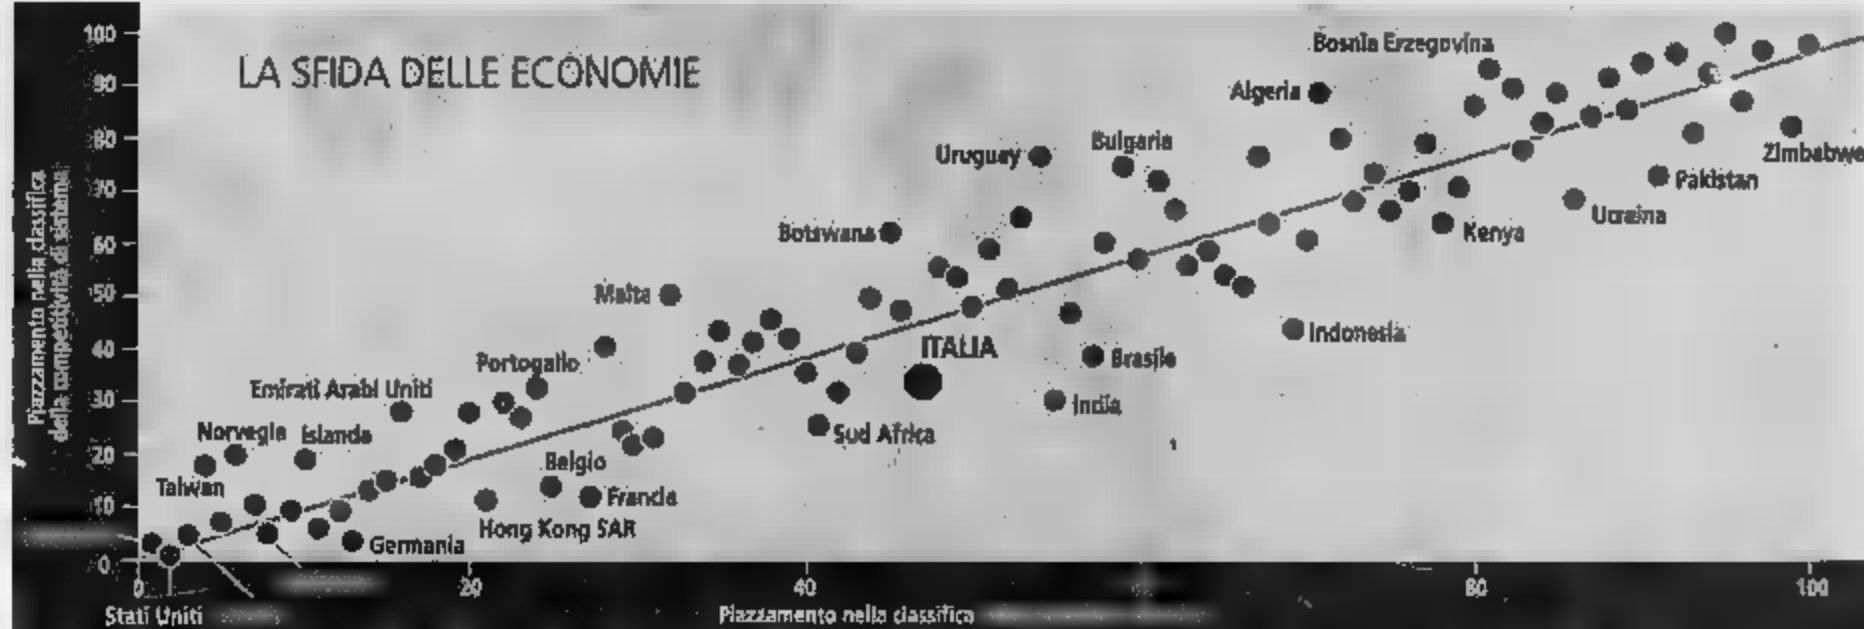 LA SFIDA DELLE ECONOMIE
Piazzamento nella classifica
della competitività di sistema
100
90
80
70
60
50
40
30
20
10
0
Bosnia Erzegovina
Algeria
Bulgaria
Uruguay
Zimbabwe
Pakistan
Ucraina
Kenya
Botswana
Malta
Indonesia
ITALIA
Brasile
Portogallo
India
Emirati Arabi Uniti
Sud Africa
Norvegia
Islanda
Belgio
Taiwan
Francia
Hong Kong SAR
Germania
0
20
40
80
100
Stati Uniti
Piazzamento nella classifica